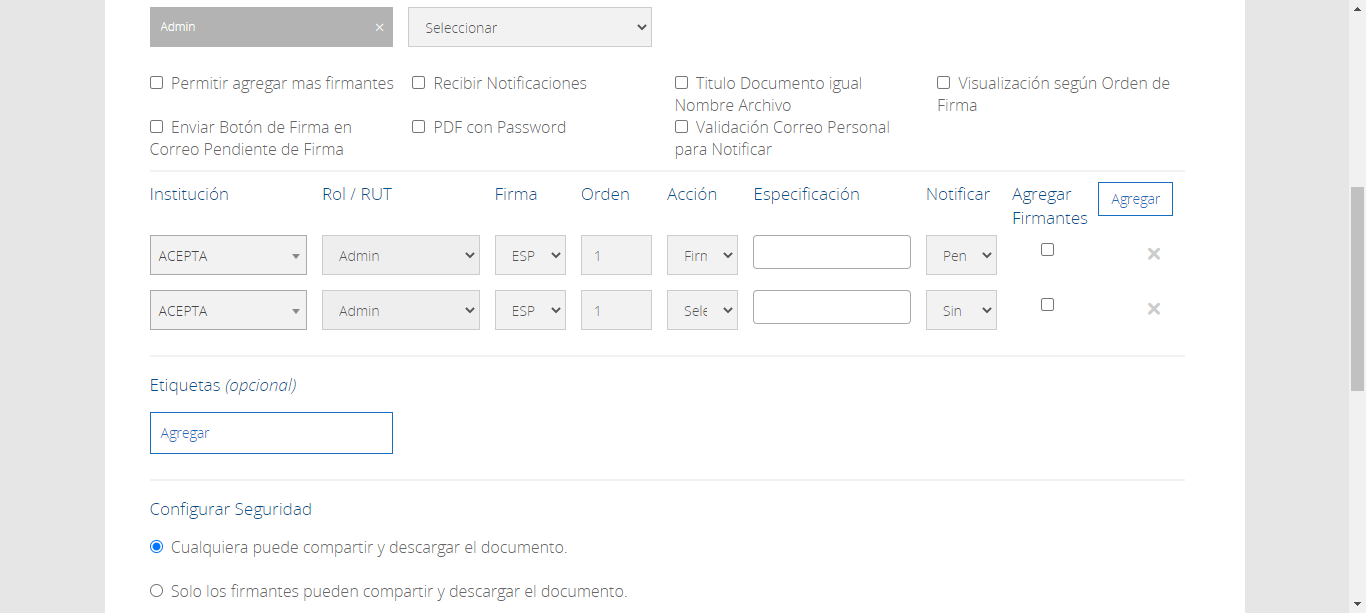 Admin ×
Seleccionar
Permitir agregar mas firmantes
Recibir Notificaciones
Titulo Documento igual
Nombre Archivo
Visualización según Orden de
Firma
Enviar Botón de Firma en
Correo Pendiente de Firma
PDF con Password
Validación Correo Personal
para Notificar
Institución Rol / RUT Firma Orden Acción Especificación Notificar Agregar
Firmantes
Agregar
ACEPTA Admin ESP 1 Firn Pen
ACEPTA Admin ESP 1 Sele Sin
Etiquetas (opcional)
Agregar
Configurar Seguridad
Cualquiera puede compartir y descargar el documento.
Solo los firmantes pueden compartir y descargar el documento.